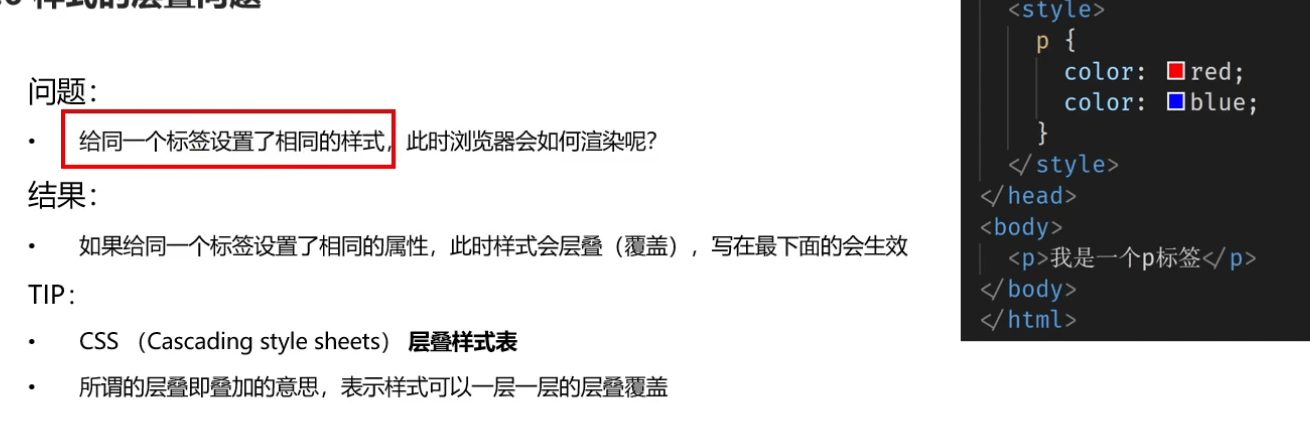 样式的层叠问题
问题：
• 给同一个标签设置了相同的样式，此时浏览器会如何渲染呢？
结果：
• 如果给同一个标签设置了相同的属性，此时样式会层叠（覆盖），写在最下面的会生效
TIP：
• CSS （Cascading style sheets） 层叠样式表
• 所谓的层叠即叠加的意思，表示样式可以一层一层的层叠覆盖
<style>
p {
color: red;
color: blue;
}
</style>
</head>
<body>
<p>我是一个p标签</p>
</body>
</html>